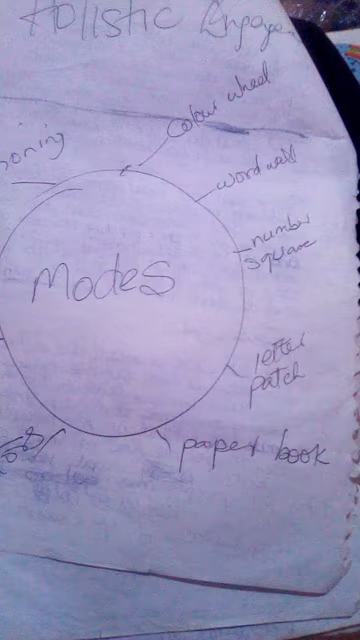 Holistic Engage
colour wheel
word wall
number
square
Modes
letter
patch
paper book